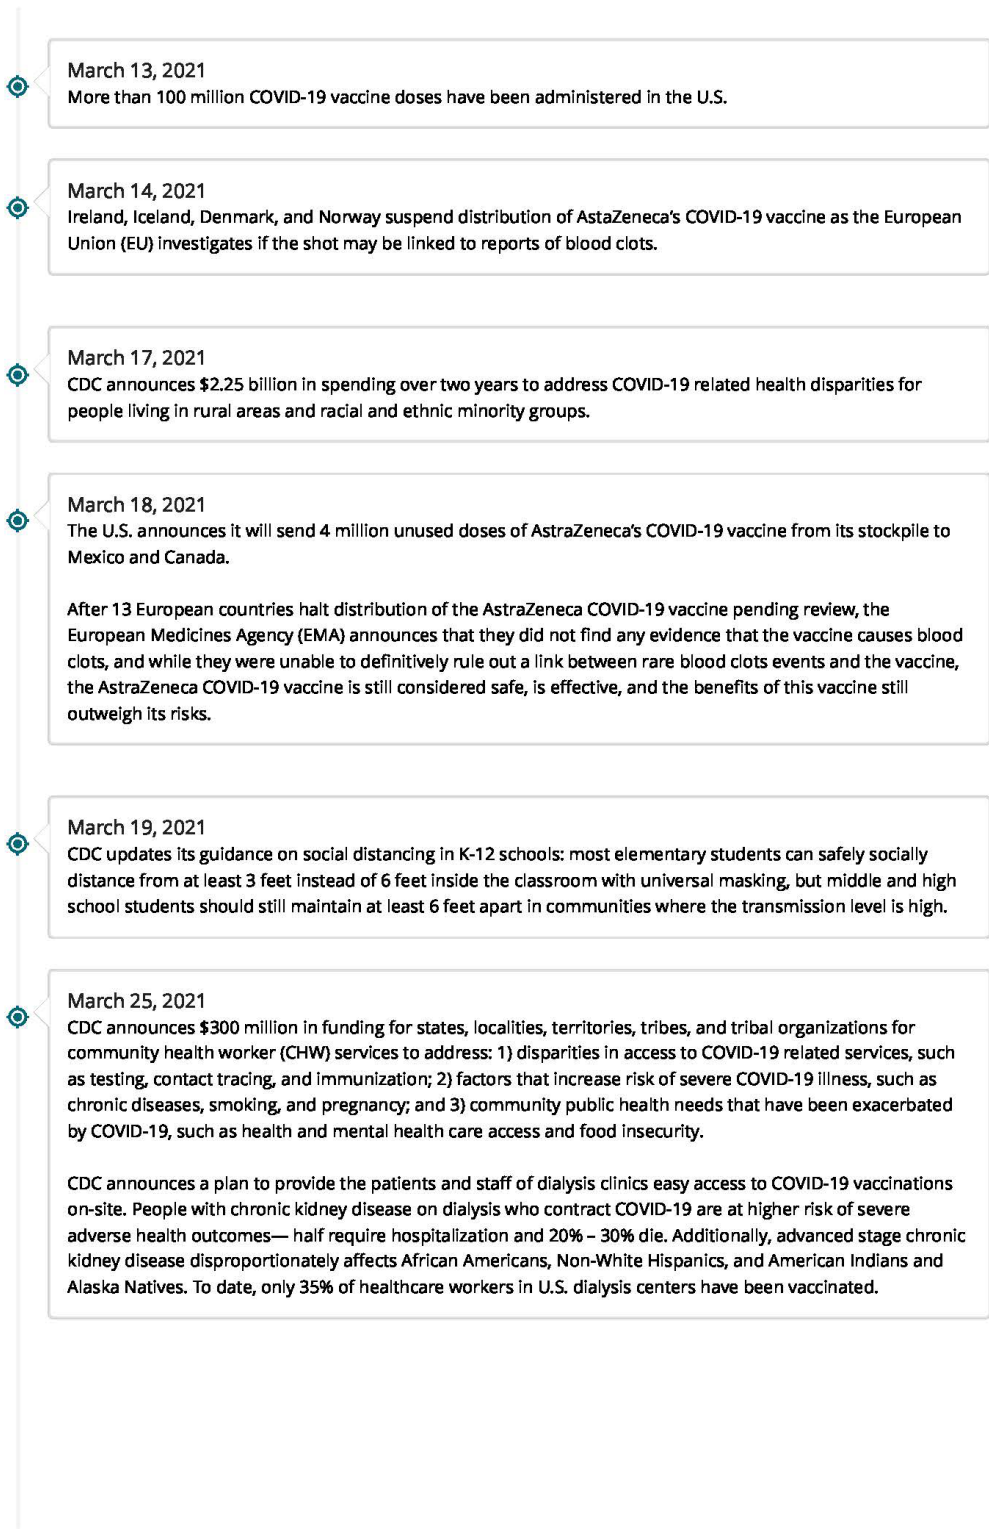 March 13, 2021
More than 100 million COVID-19 vaccine doses have been administered in the U.S.
March 14, 2021
Ireland, Iceland, Denmark, and Norway suspend distribution of AstaZeneca’s COVID-19 vaccine as the European
Union (EU) investigates if the shot may be linked to reports of blood clots.
March 17, 2021
CDC announces $2.25 billion in spending over two years to address COVID-19 related health disparities for
people living in rural areas and racial and ethnic minority groups.
March 18, 2021
The U.S. announces it will send 4 million unused doses of AstraZeneca’s COVID-19 vaccine from its stockpile to
Mexico and Canada.
After 13 European countries halt distribution of the AstraZeneca COVID-19 vaccine pending review, the
European Medicines Agency (EMA) announces that they did not find any evidence that the vaccine causes blood
clots, and while they were unable to definitively rule out a link between rare blood clots events and the vaccine,
the AstraZeneca COVID-19 vaccine is still considered safe, is effective, and the benefits of this vaccine still
outweigh its risks.
March 19, 2021
CDC updates its guidance on social distancing in K-12 schools: most elementary students can safely socially
distance from at least 3 feet instead of 6 feet inside the classroom with universal masking, but middle and high
school students should still maintain at least 6 feet apart in communities where the transmission level is high.
March 25, 2021
CDC announces $300 million in funding for states, localities, territories, tribes, and tribal organizations for
community health worker (CHW) services to address: 1) disparities in access to COVID-19 related services, such
as testing, contact tracing, and immunization; 2) factors that increase risk of severe COVID-19 illness, such as
chronic diseases, smoking, and pregnancy; and 3) community public health needs that have been exacerbated
by COVID-19, such as health and mental health care access and food insecurity.
CDC announces a plan to provide the patients and staff of dialysis clinics easy access to COVID-19 vaccinations
on-site. People with chronic kidney disease on dialysis who contract COVID-19 are at higher risk of severe
adverse health outcomes— half require hospitalization and 20% – 30% die. Additionally, advanced stage chronic
kidney disease disproportionately affects African Americans, Non-White Hispanics, and American Indians and
Alaska Natives. To date, only 35% of healthcare workers in U.S. dialysis centers have been vaccinated.